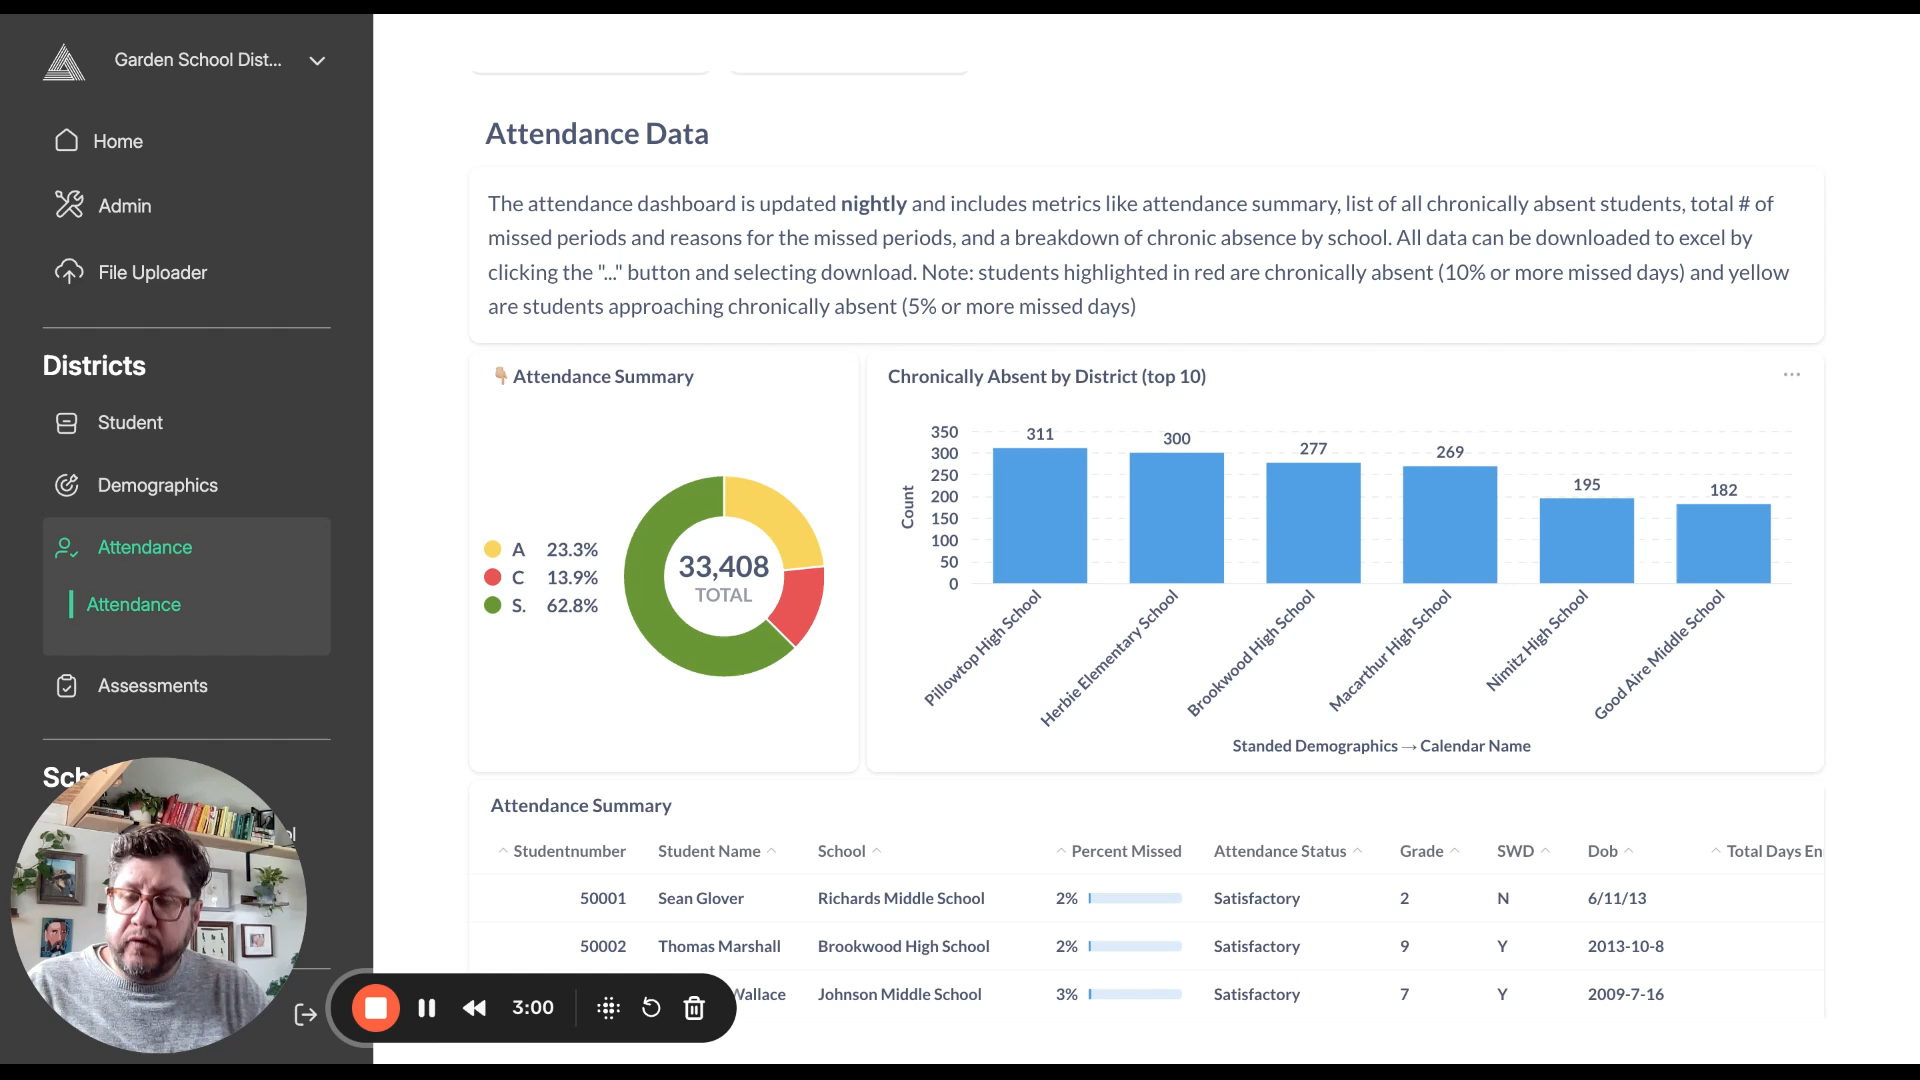 Garden School Dist...
Home
Admin
File Uploader
Districts
Student
Demographics
Attendance
Attendance
Assessments
Sch
ol
3:00
Attendance Data
The attendance dashboard is updated nightly and includes metrics like attendance summary, list of all chronically absent students, total # of
missed periods and reasons for the missed periods, and a breakdown of chronic absence by school. All data can be downloaded to excel by
clicking the "..." button and selecting download. Note: students highlighted in red are chronically absent (10% or more missed days) and yellow
are students approaching chronically absent (5% or more missed days)
👇🏼 Attendance Summary
A 23.3%
C 13.9%
S. 62.8%
33,408
TOTAL
Chronically Absent by District (top 10)
...
Count
350
300
250
200
150
100
50
0
311
300
277
269
195
182
Pillowtop High School
Herbie Elementary School
Brookwood High School
Macarthur High School
Nimitz High School
Good Aire Middle School
Standed Demographics → Calendar Name
Attendance Summary
Studentnumber Student Name School Percent Missed Attendance Status Grade SWD Dob Total Days En
50001 Sean Glover Richards Middle School 2% Satisfactory 2 N 6/11/13
50002 Thomas Marshall Brookwood High School 2% Satisfactory 9 Y 2013-10-8
Wallace Johnson Middle School 3% Satisfactory 7 Y 2009-7-16